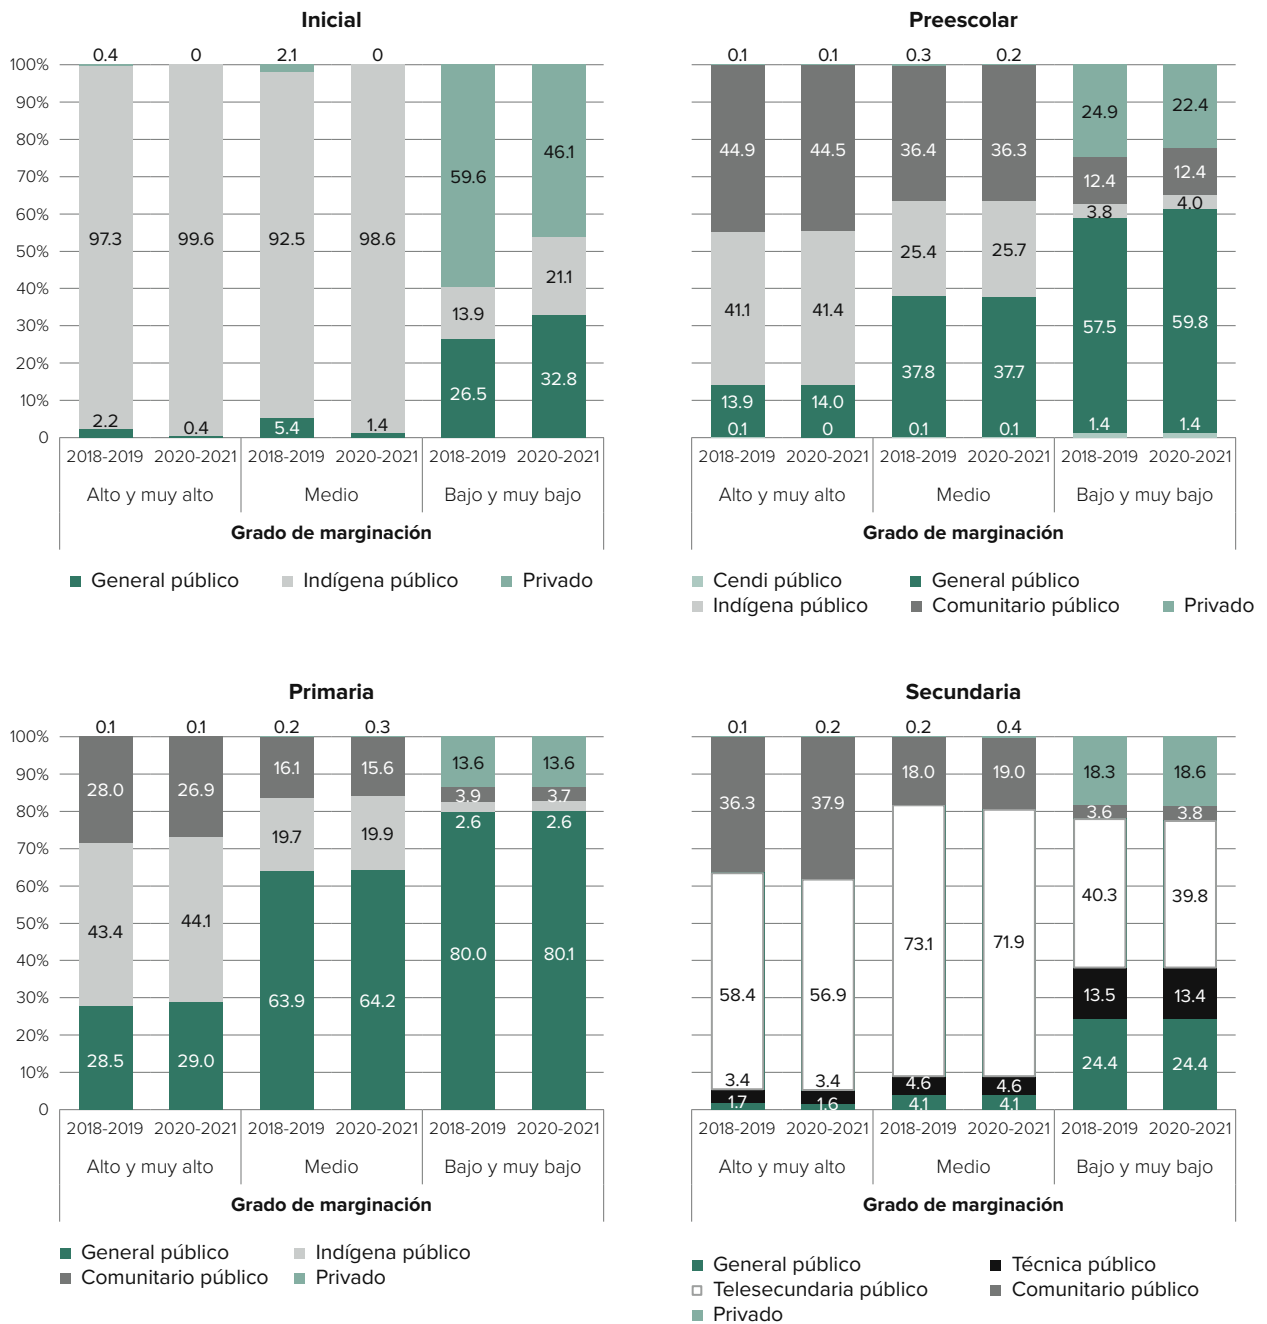 Inicial
0.4 0 2.1 0
100%
90%
80%
70%
60%
50%
40%
30%
20%
10%
0
59.6 46.1
97.3 99.6 92.5 98.6
13.9 21.1
2.2 0.4 5.4 1.4 26.5 32.8
2018-2019 2020-2021 2018-2019 2020-2021 2018-2019 2020-2021
Alto y muy alto Medio Bajo y muy bajo
Grado de marginación
General público Indígena público Privado
Preescolar
0.1 0.1 0.3 0.2
24.9 22.4
44.9 44.5 36.4 36.3 12.4 12.4
41.1 41.4 25.4 25.7 3.8 4.0
13.9 14.0 37.8 37.7 57.5 59.8
0.1 0 0.1 0.1 1.4 1.4
2018-2019 2020-2021 2018-2019 2020-2021 2018-2019 2020-2021
Alto y muy alto Medio Bajo y muy bajo
Grado de marginación
Cendi público General público
Indígena público Comunitario público Privado
Primaria
0.1 0.1 0.2 0.3
100%
90%
80%
70%
60%
50%
40%
30%
20%
10%
0
13.6 13.6
28.0 26.9 16.1 15.6 3.9 3.7
43.4 44.1 19.7 19.9 2.6 2.6
28.5 29.0 63.9 64.2 80.0 80.1
2018-2019 2020-2021 2018-2019 2020-2021 2018-2019 2020-2021
Alto y muy alto Medio Bajo y muy bajo
Grado de marginación
General público Indígena público
Comunitario público Privado
Secundaria
0.1 0.2 0.2 0.4
18.3 18.6
36.3 37.9 18.0 19.0 3.6 3.8
58.4 56.9 73.1 71.9 40.3 39.8
3.4 3.4 4.6 4.6 13.5 13.4
1.7 1.6 4.1 4.1 24.4 24.4
2018-2019 2020-2021 2018-2019 2020-2021 2018-2019 2020-2021
Alto y muy alto Medio Bajo y muy bajo
Grado de marginación
General público Técnica público
Telesecundaria público Comunitario público
Privado